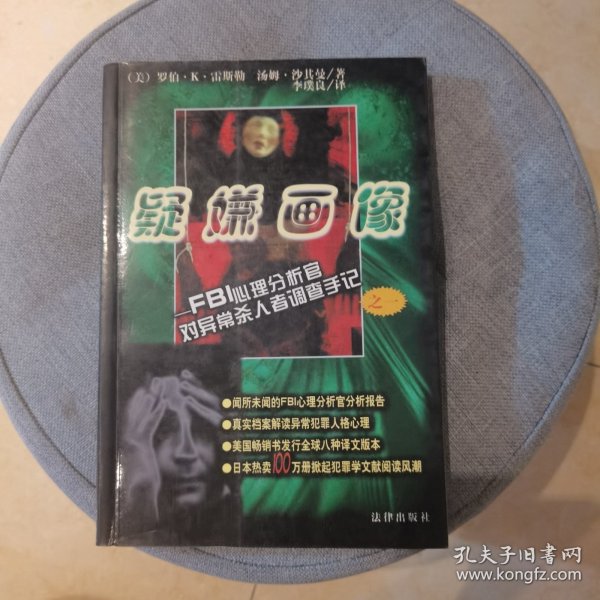 (美) 罗伯·K·雷斯勒 汤姆·沙其曼/著
李璞良/译
疑嫌画像
—FBI心理分析官
对异常杀人者调查手记
之一
●闻所未闻的FBI心理分析官分析报告
●真实档案解读异常犯罪人格心理
●美国畅销书发行全球八种译文版本
●日本热卖100万册掀起犯罪学文献阅读风潮
法律出版社
孔夫子旧书网
www.kongfz.com